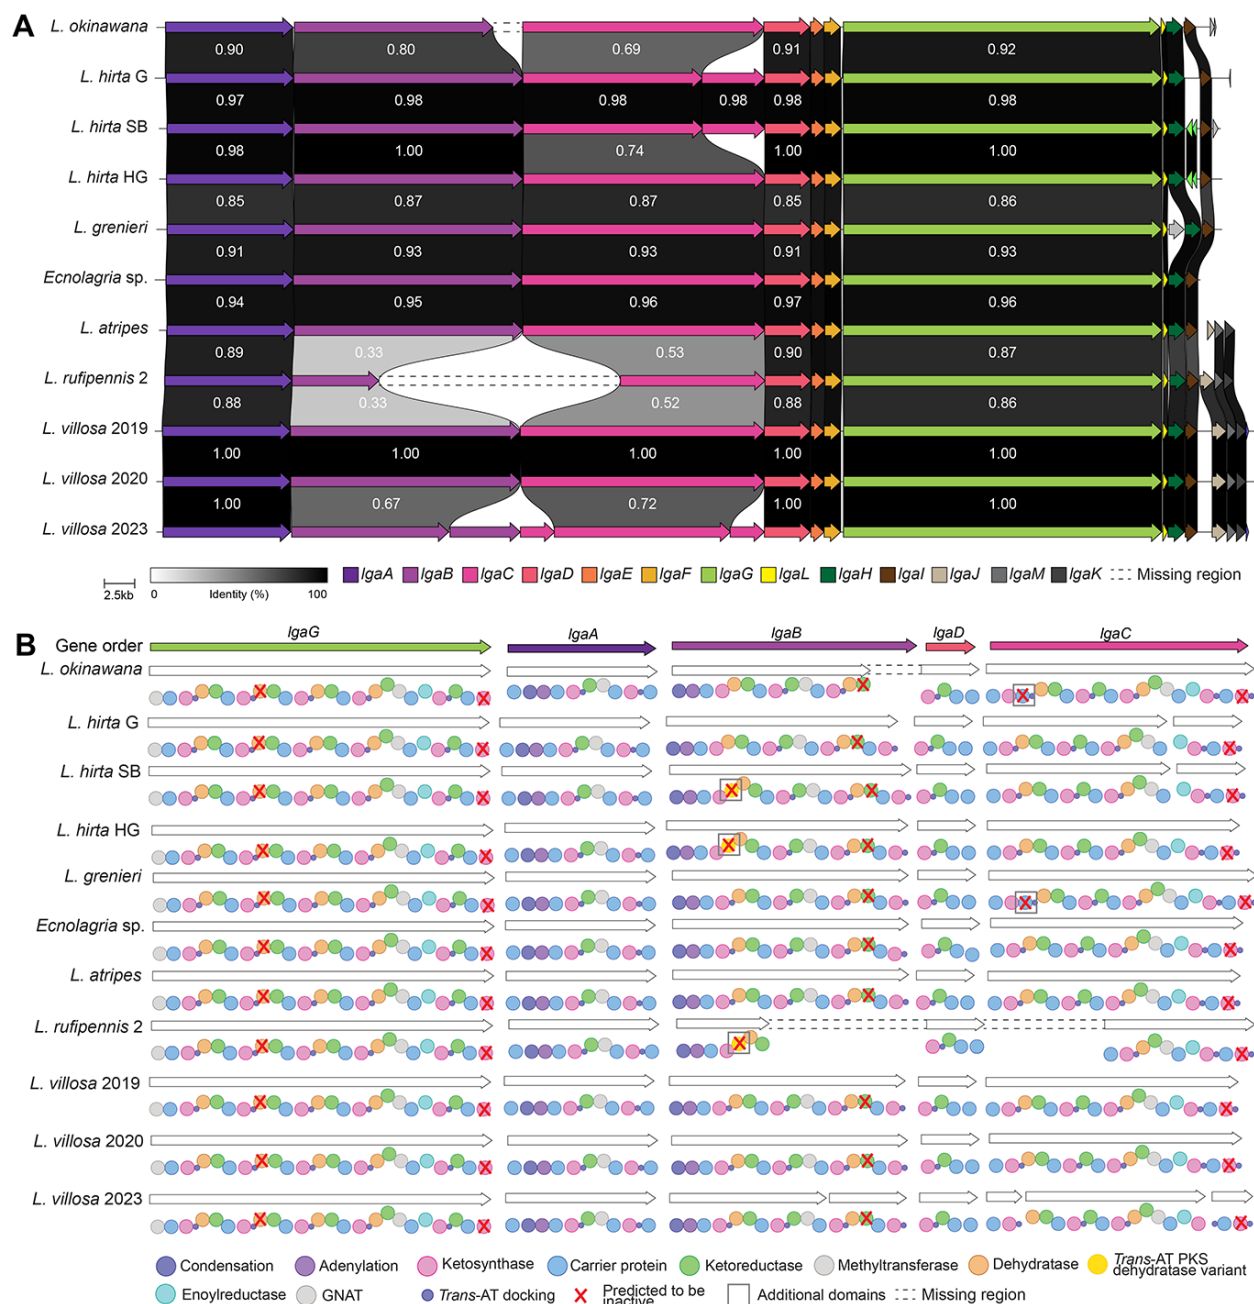 A
L. okinawana
0.90 0.80 0.69 0.91 0.92
L. hirta G
0.97 0.98 0.98 0.98 0.98 0.98
L. hirta SB
0.98 1.00 0.74 1.00 1.00
L. hirta HG
0.85 0.87 0.87 0.85 0.86
L. grenieri
0.91 0.93 0.93 0.91 0.93
Ecnolagria sp.
0.94 0.95 0.96 0.97 0.96
L. atripes
0.89 0.33 0.53 0.90 0.87
L. rufipennis 2
0.88 0.33 0.52 0.88 0.86
L. villosa 2019
1.00 1.00 1.00 1.00 1.00
L. villosa 2020
1.00 0.67 0.72 1.00 1.00
L. villosa 2023
2.5kb 0 Identity (%) 100 lgaA lgaB lgaC lgaD lgaE lgaF lgaG lgaL lgaH lgaI lgaJ lgaM lgaK Missing region
B
Gene order lgaG lgaA lgaB lgaD lgaC
L. okinawana
L. hirta G
L. hirta SB
L. hirta HG
L. grenieri
Ecnolagria sp.
L. atripes
L. rufipennis 2
L. villosa 2019
L. villosa 2020
L. villosa 2023
Condensation Adenylation Ketosynthase Carrier protein Ketoreductase Methyltransferase Dehydratase Trans-AT PKS dehydratase variant
Enoylreductase GNAT Trans-AT docking Predicted to be inactive Additional domains Missing region